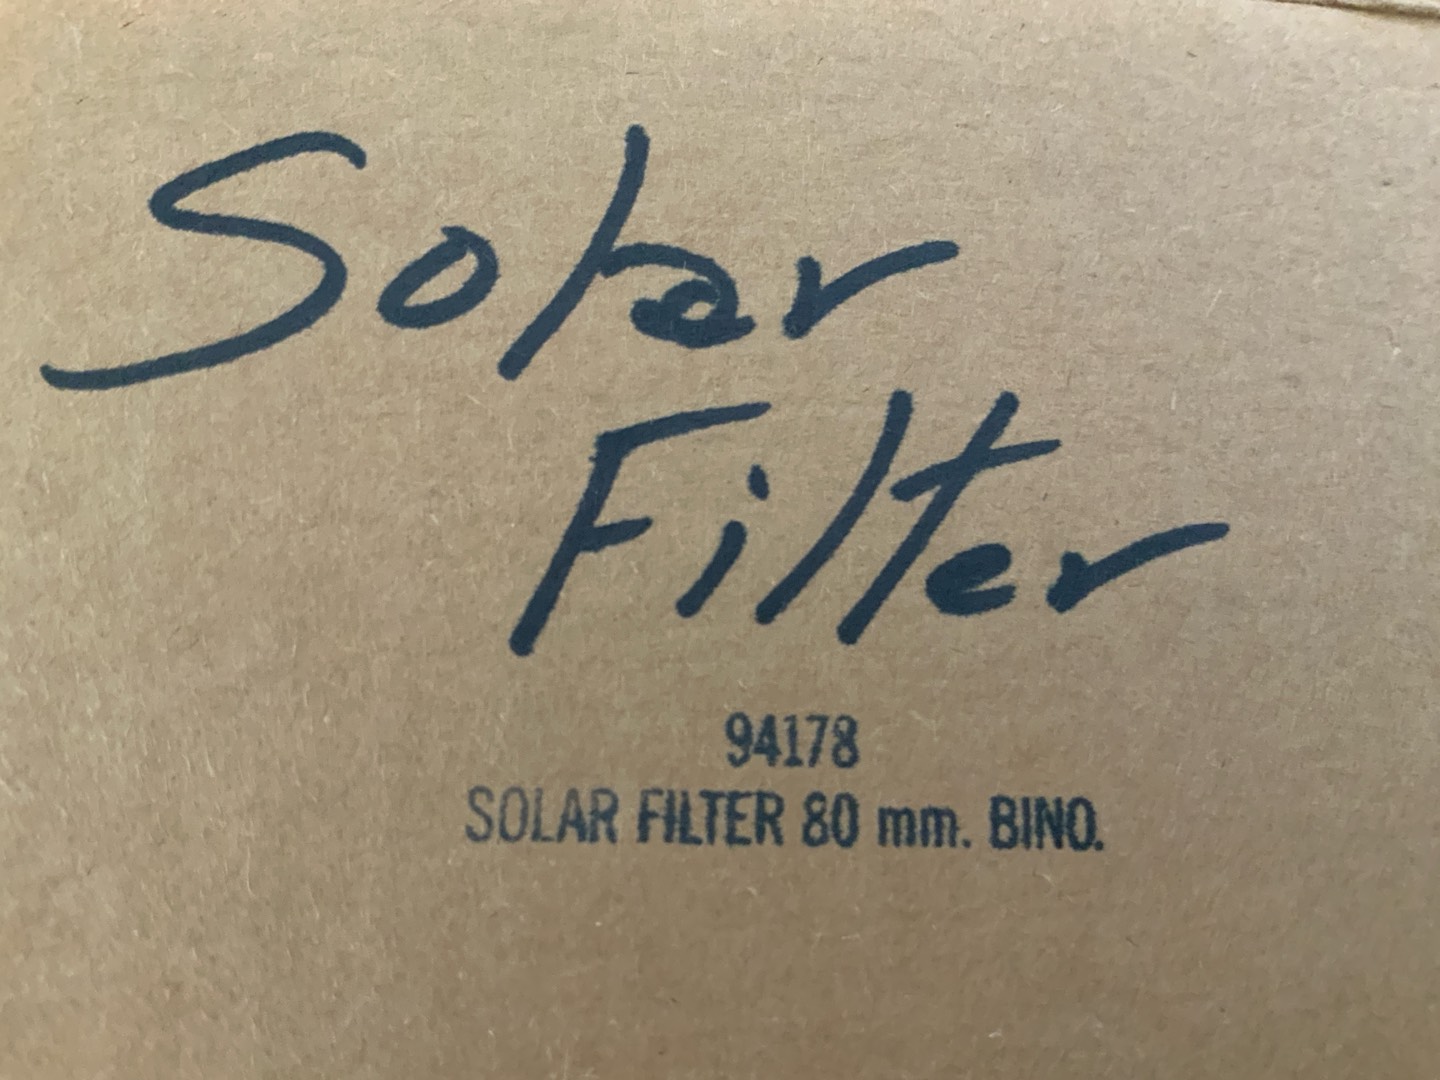 Solar
Filter
94178
SOLAR FILTER 80 mm. BINO.